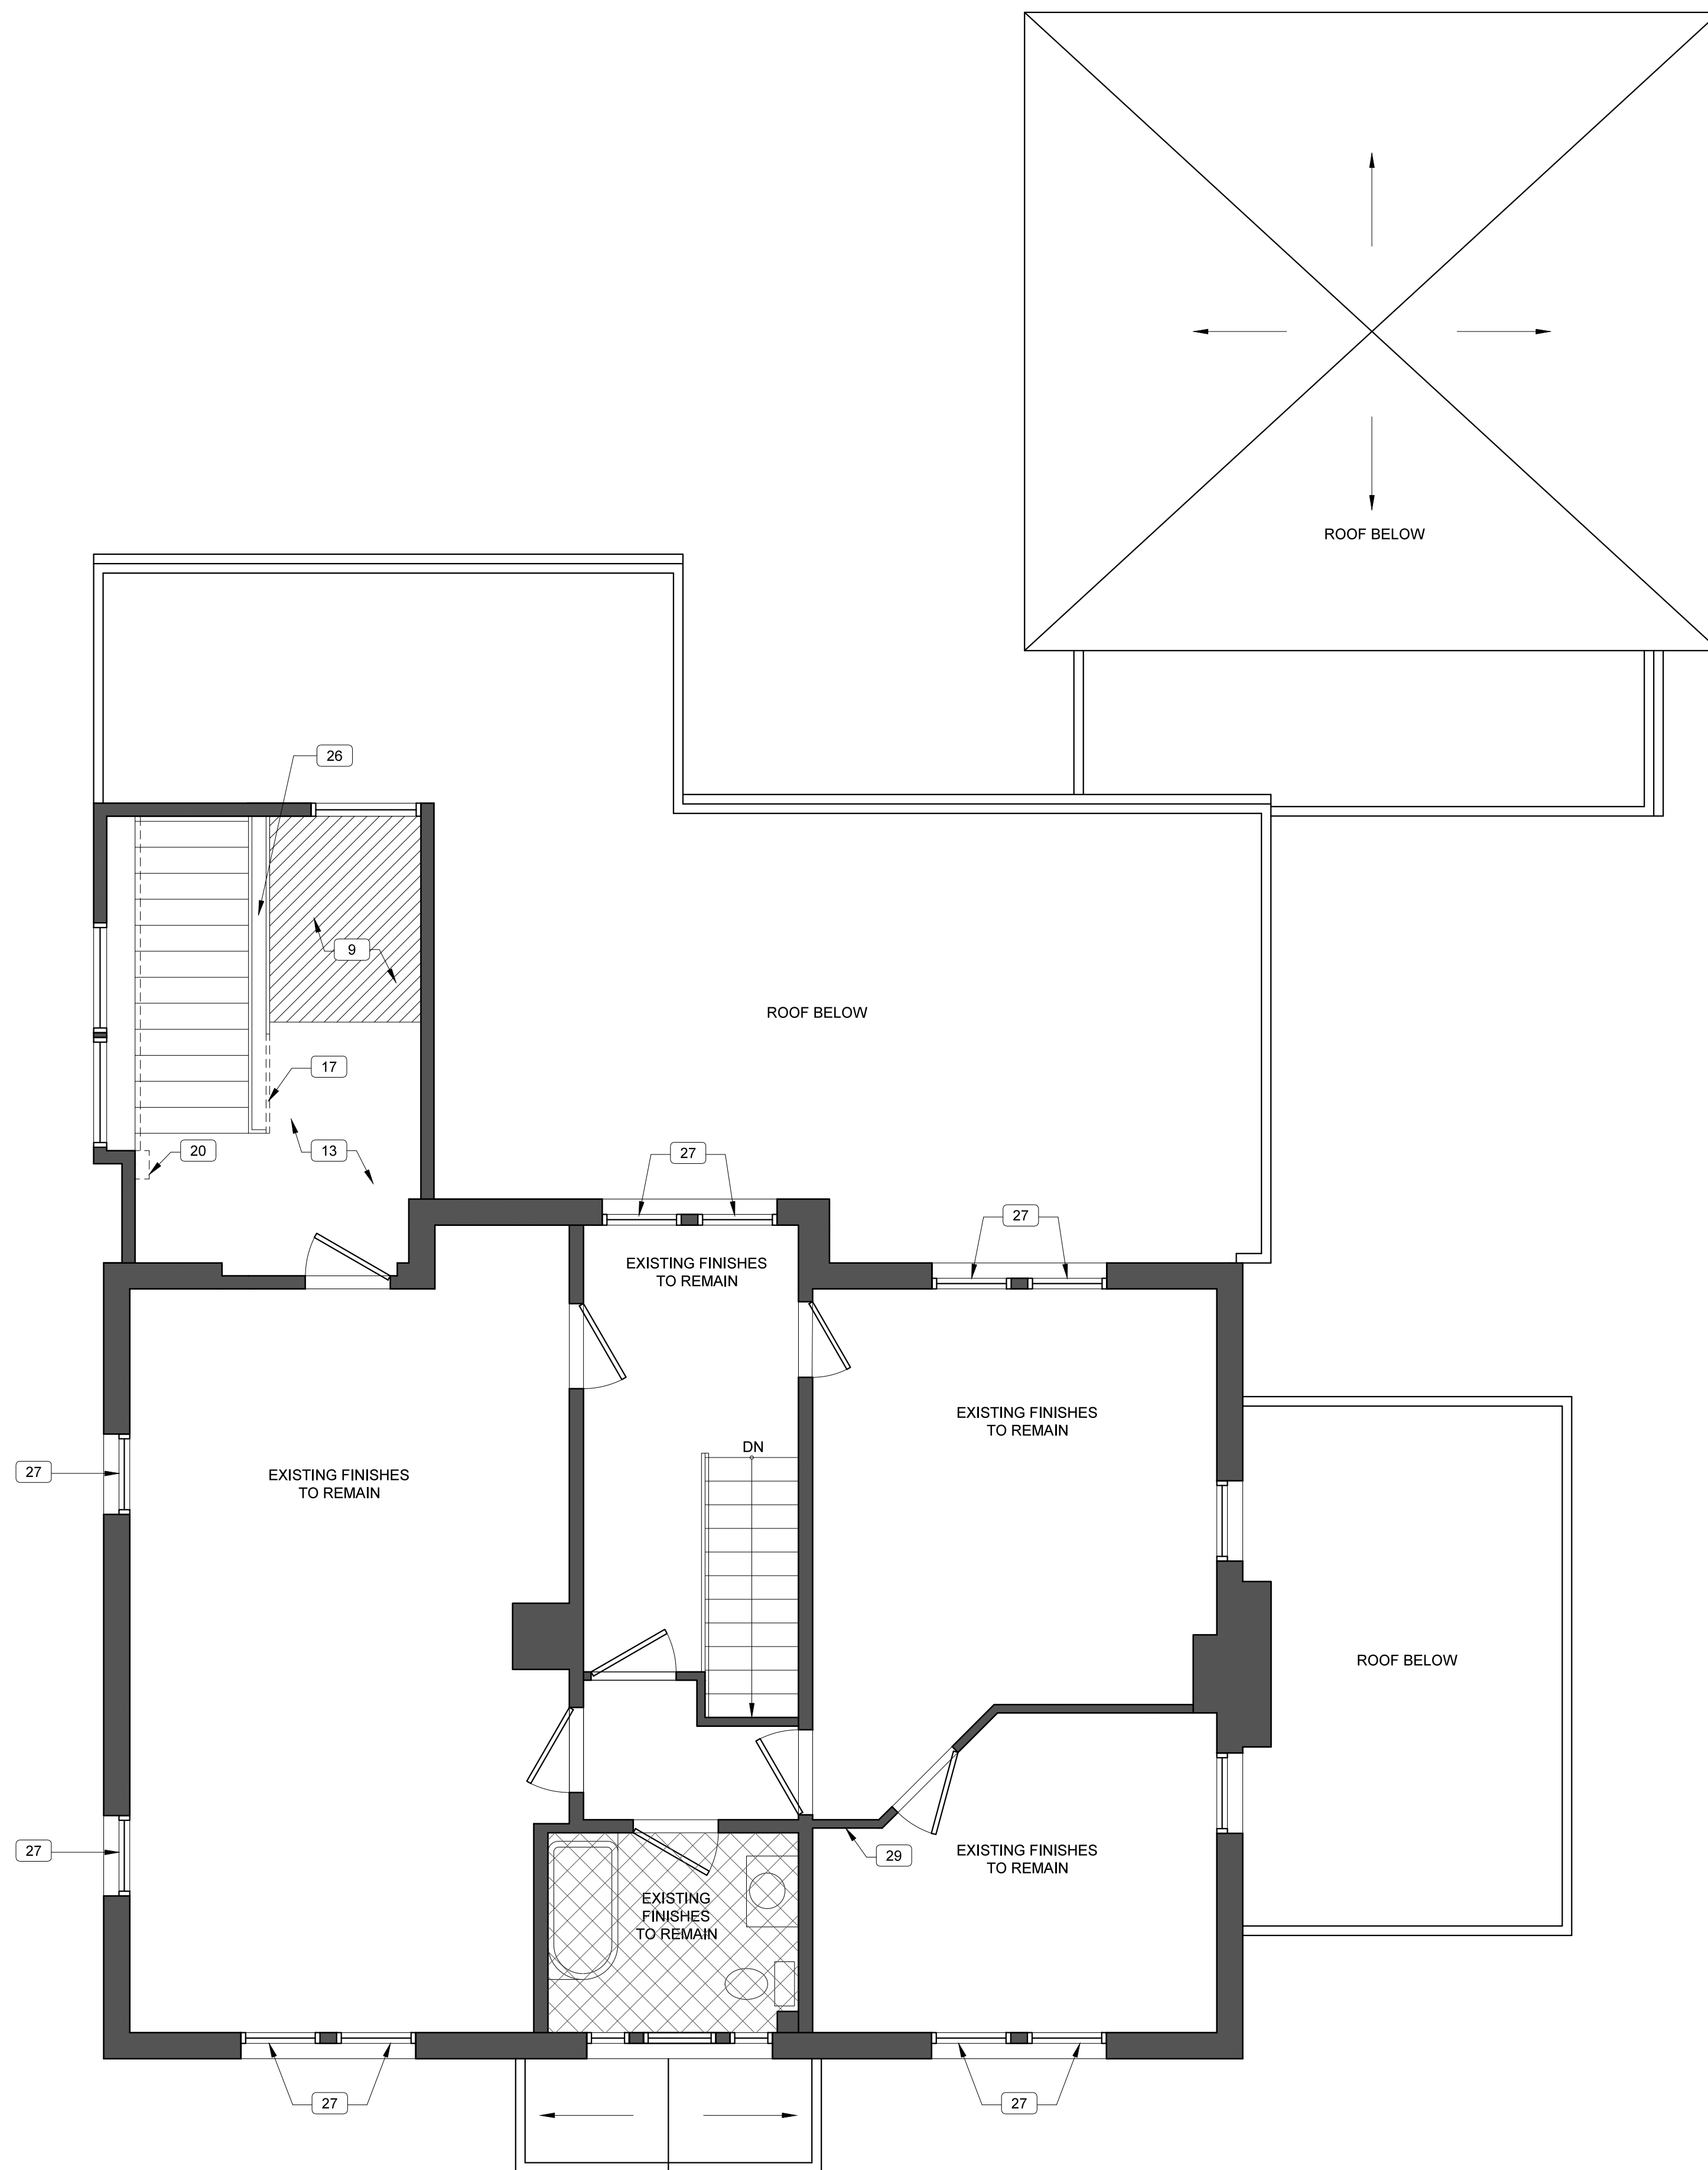 ROOF BELOW
26
9
ROOF BELOW
17
20
13
27
27
EXISTING FINISHES
TO REMAIN
EXISTING FINISHES
TO REMAIN
DN
27
EXISTING FINISHES
TO REMAIN
ROOF BELOW
27
29
EXISTING FINISHES
TO REMAIN
EXISTING
FINISHES
TO REMAIN
27
27